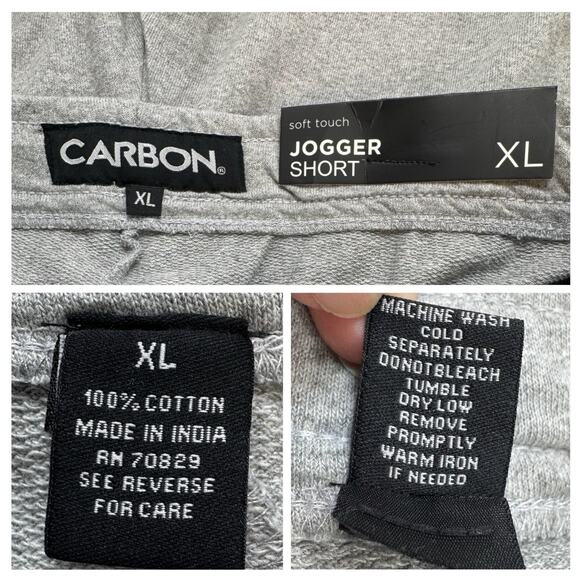 CARBON®
XL
soft touch
JOGGER
SHORT
XL
XL
100% COTTON
MADE IN INDIA
RN 70829
SEE REVERSE
FOR CARE
MACHINE WASH
COLD
SEPARATELY
DONOTBLEACH
TUMBLE
DRY LOW
REMOVE
PROMPTLY
WARM IRON
IF NEEDED